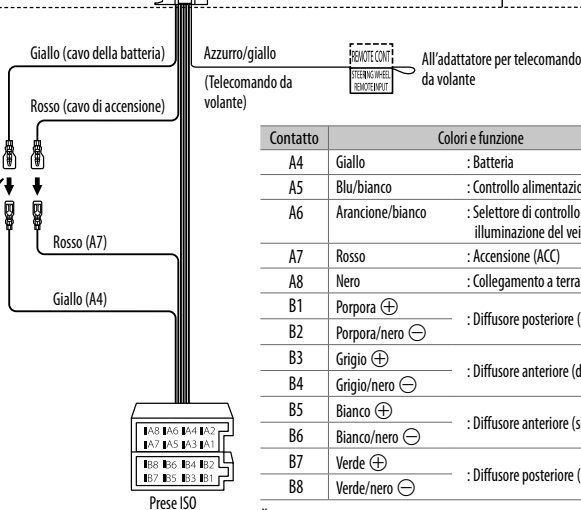 Giallo (cavo della batteria)
Azzurro/giallo
(Telecomando da
volante)
REMOTE CONT
STEERING WHEEL
REMOTE INPUT
All'adattatore per telecomando
da volante
Rosso (cavo di accensione)
Rosso (A7)
Giallo (A4)
A8 A6 A4 A2
A7 A5 A3 A1
B8 B6 B4 B2
B7 B5 B3 B1
Prese ISO
Contatto Colori e funzione
A4 Giallo : Batteria
A5 Blu/bianco : Controllo
A6 Arancione/bianco : Selettore di controllo
illuminazione del
A7 Rosso : Accensione (ACC)
A8 Nero : Collegamento a terra
B1 Porpora ⊕
: Diffusore posteriore (
B2 Porpora/nero ⊖
B3 Grigio ⊕
: Diffusore anteriore (d
B4 Grigio/nero ⊖
B5 Bianco ⊕
: Diffusore anteriore (s
B6 Bianco/nero ⊖
B7 Verde ⊕
: Diffusore posteriore (
B8 Verde/nero ⊖